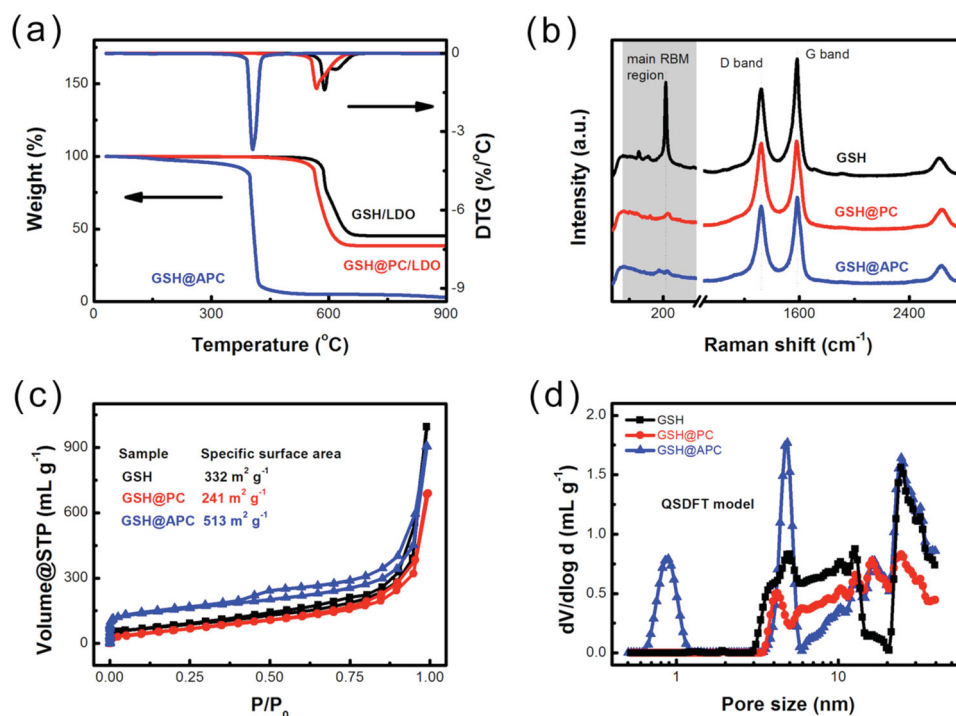 (a)
175
150
100
50
0
Weight (%)
0
-3
-6
-9
DTG (%/°C)
GSH/LDO
GSH@PC/LDO
GSH@APC
0
300
600
900
Temperature (°C)
(b)
main RBM
region
D band
G band
GSH
GSH@PC
GSH@APC
Intensity (a.u.)
200
1600
2400
Raman shift (cm⁻¹)
(c)
900
600
300
0
Volume@STP (mL g⁻¹)
Sample Specific surface area
GSH 332 m² g⁻¹
GSH@PC 241 m² g⁻¹
GSH@APC 513 m² g⁻¹
0.00
0.25
0.50
0.75
1.00
P/P₀
(d)
2.0
1.5
1.0
0.5
0.0
dV/dlog d (mL g⁻¹)
GSH
GSH@PC
GSH@APC
QSDFT model
1
10
Pore size (nm)